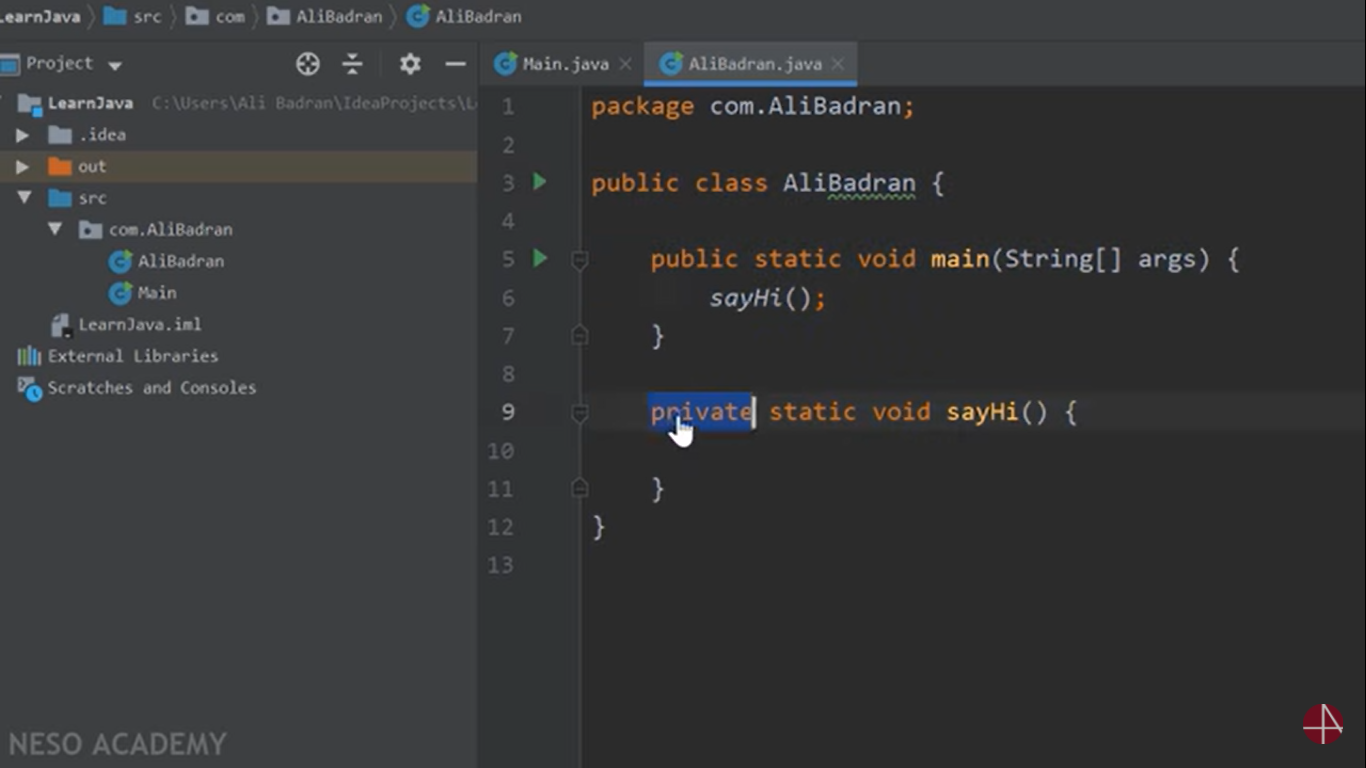 LearnJava src com AliBadran AliBadran
Project
Main.java AliBadran.java
LearnJava C:\Users\Ali Badran\IdeaProjects\L
.idea
out
src
com.AliBadran
AliBadran
Main
LearnJava.iml
External Libraries
Scratches and Consoles
1 package com.AliBadran;
2
3 public class AliBadran {
4
5 public static void main(String[] args) {
6 sayHi();
7 }
8
9 private static void sayHi() {
10
11 }
12 }
13
NESO ACADEMY